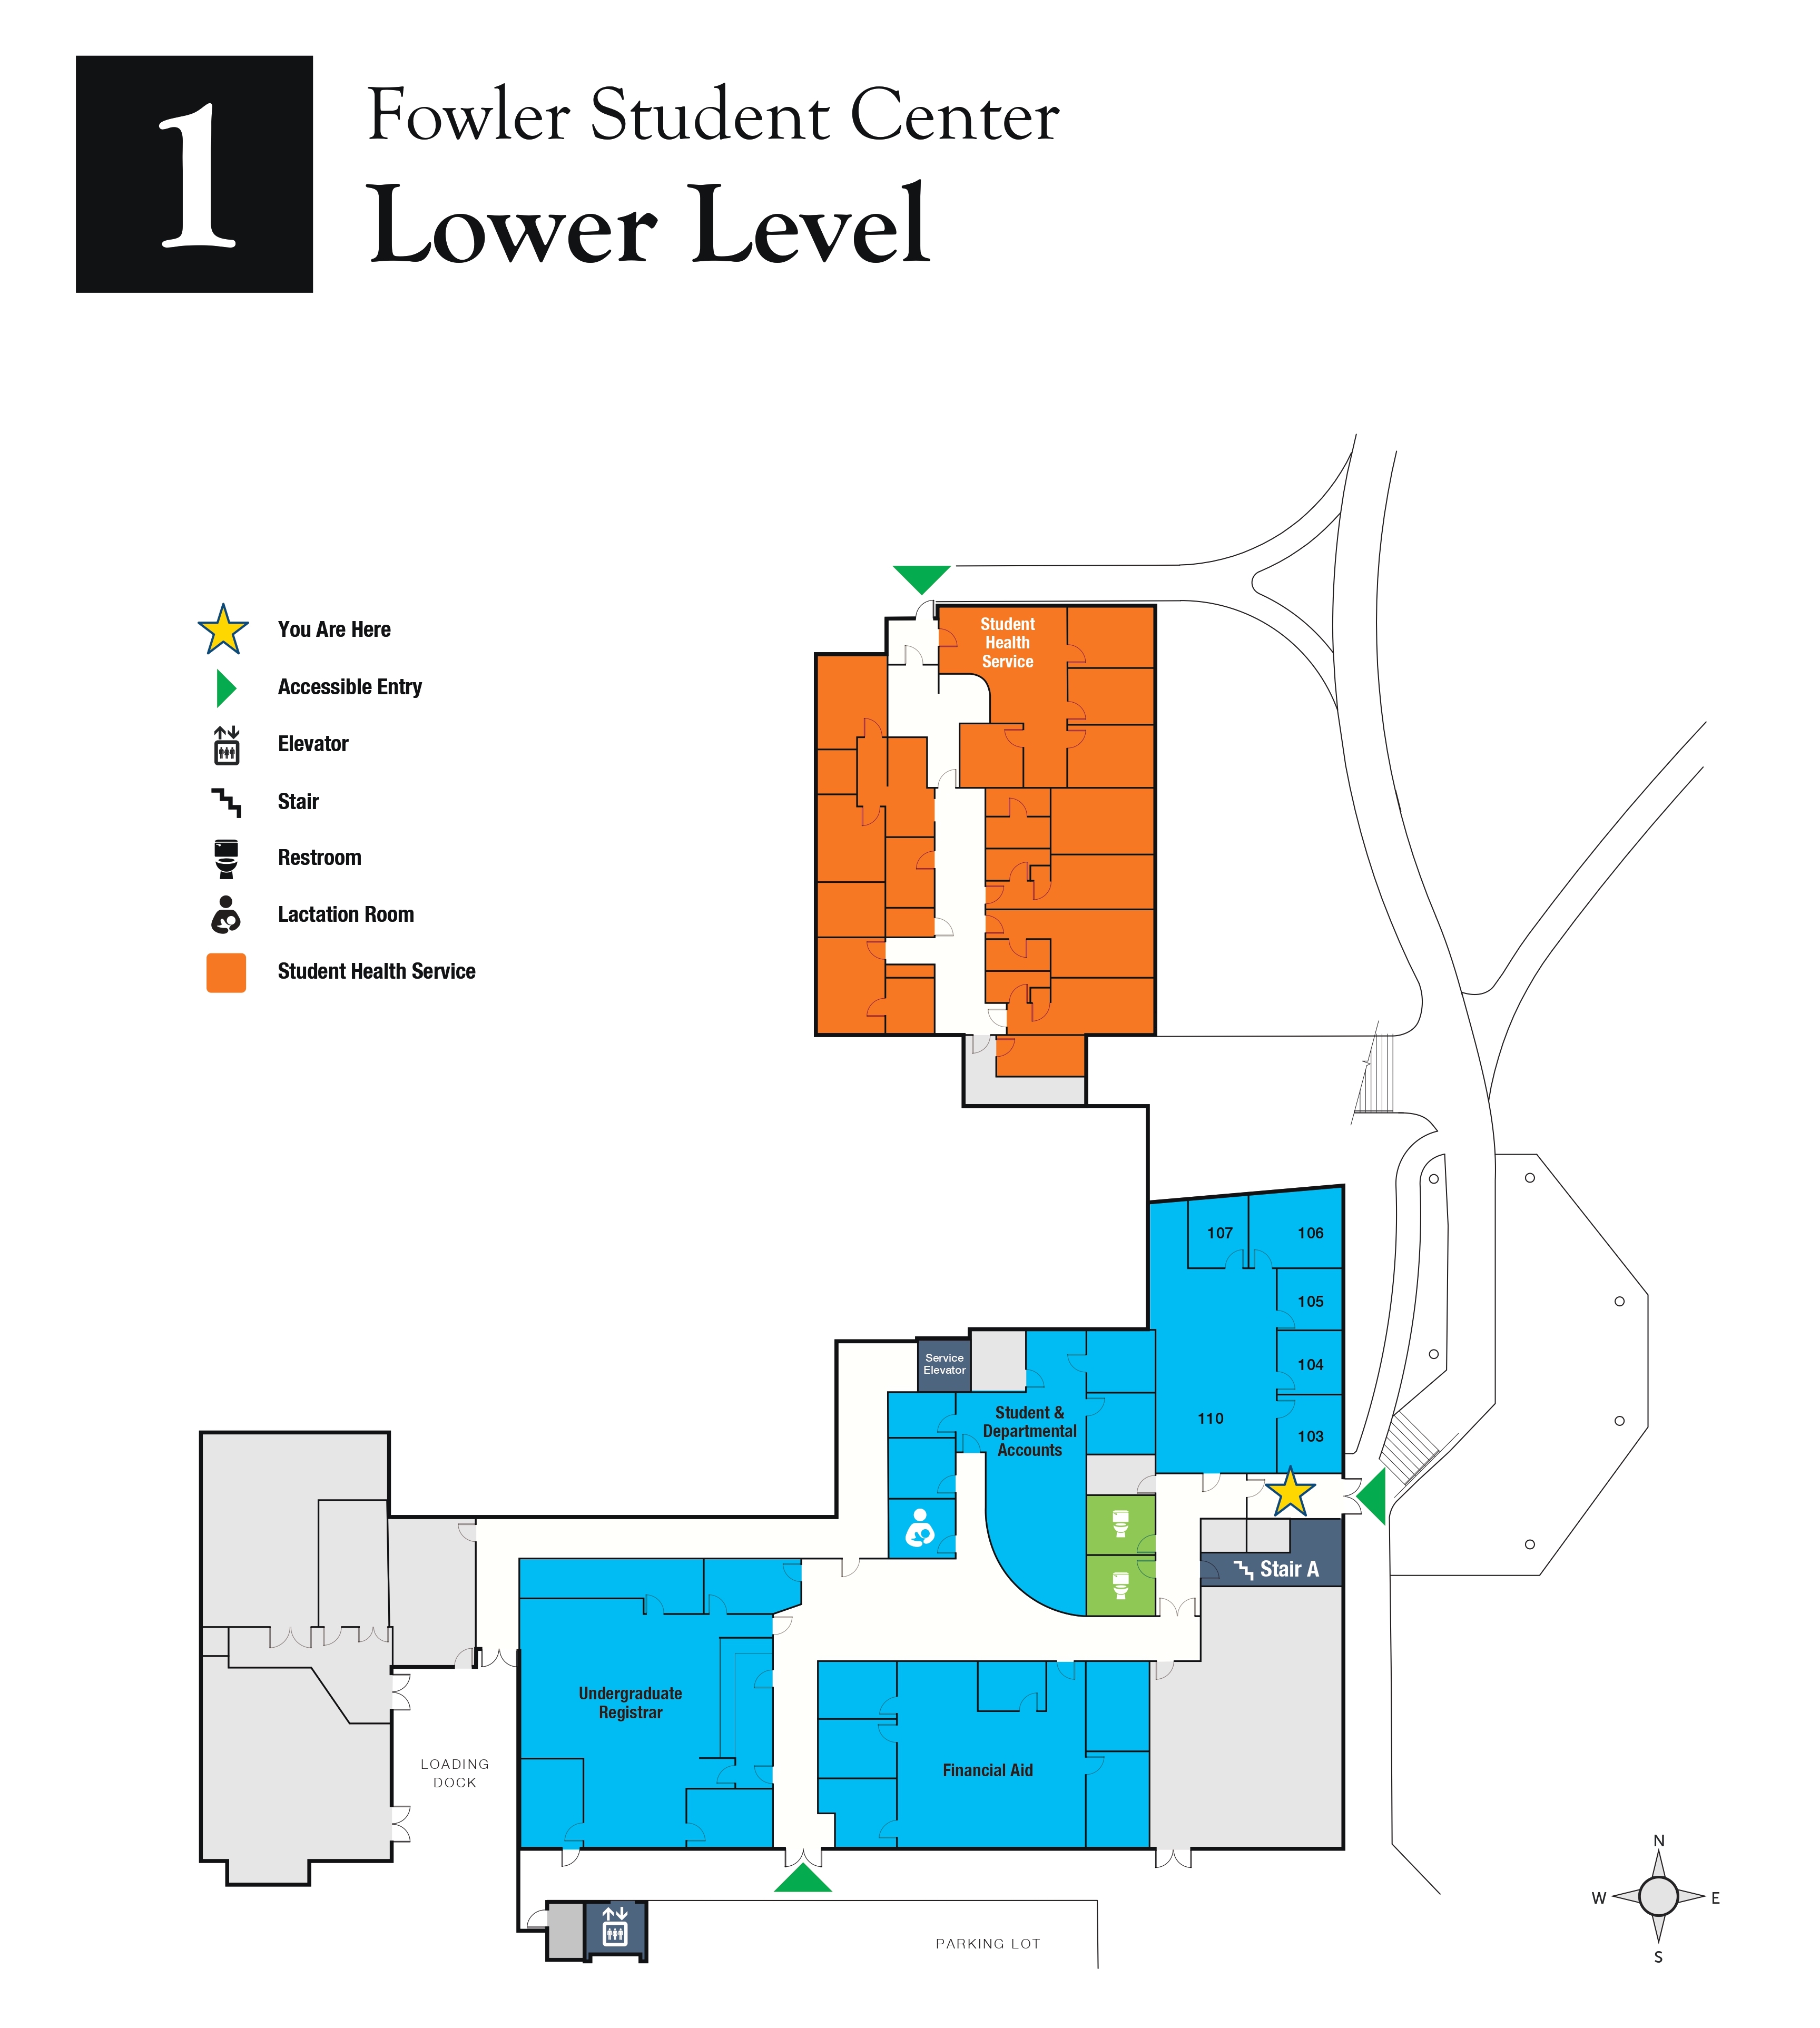 1
Fowler Student Center
Lower Level
You Are Here
Accessible Entry
Elevator
Stair
Restroom
Lactation Room
Student Health Service
Student
Health
Service
107
106
105
104
110
103
Service
Elevator
Student &
Departmental
Accounts
Stair A
Undergraduate
Registrar
Financial Aid
LOADING
DOCK
PARKING LOT
N
W
E
S